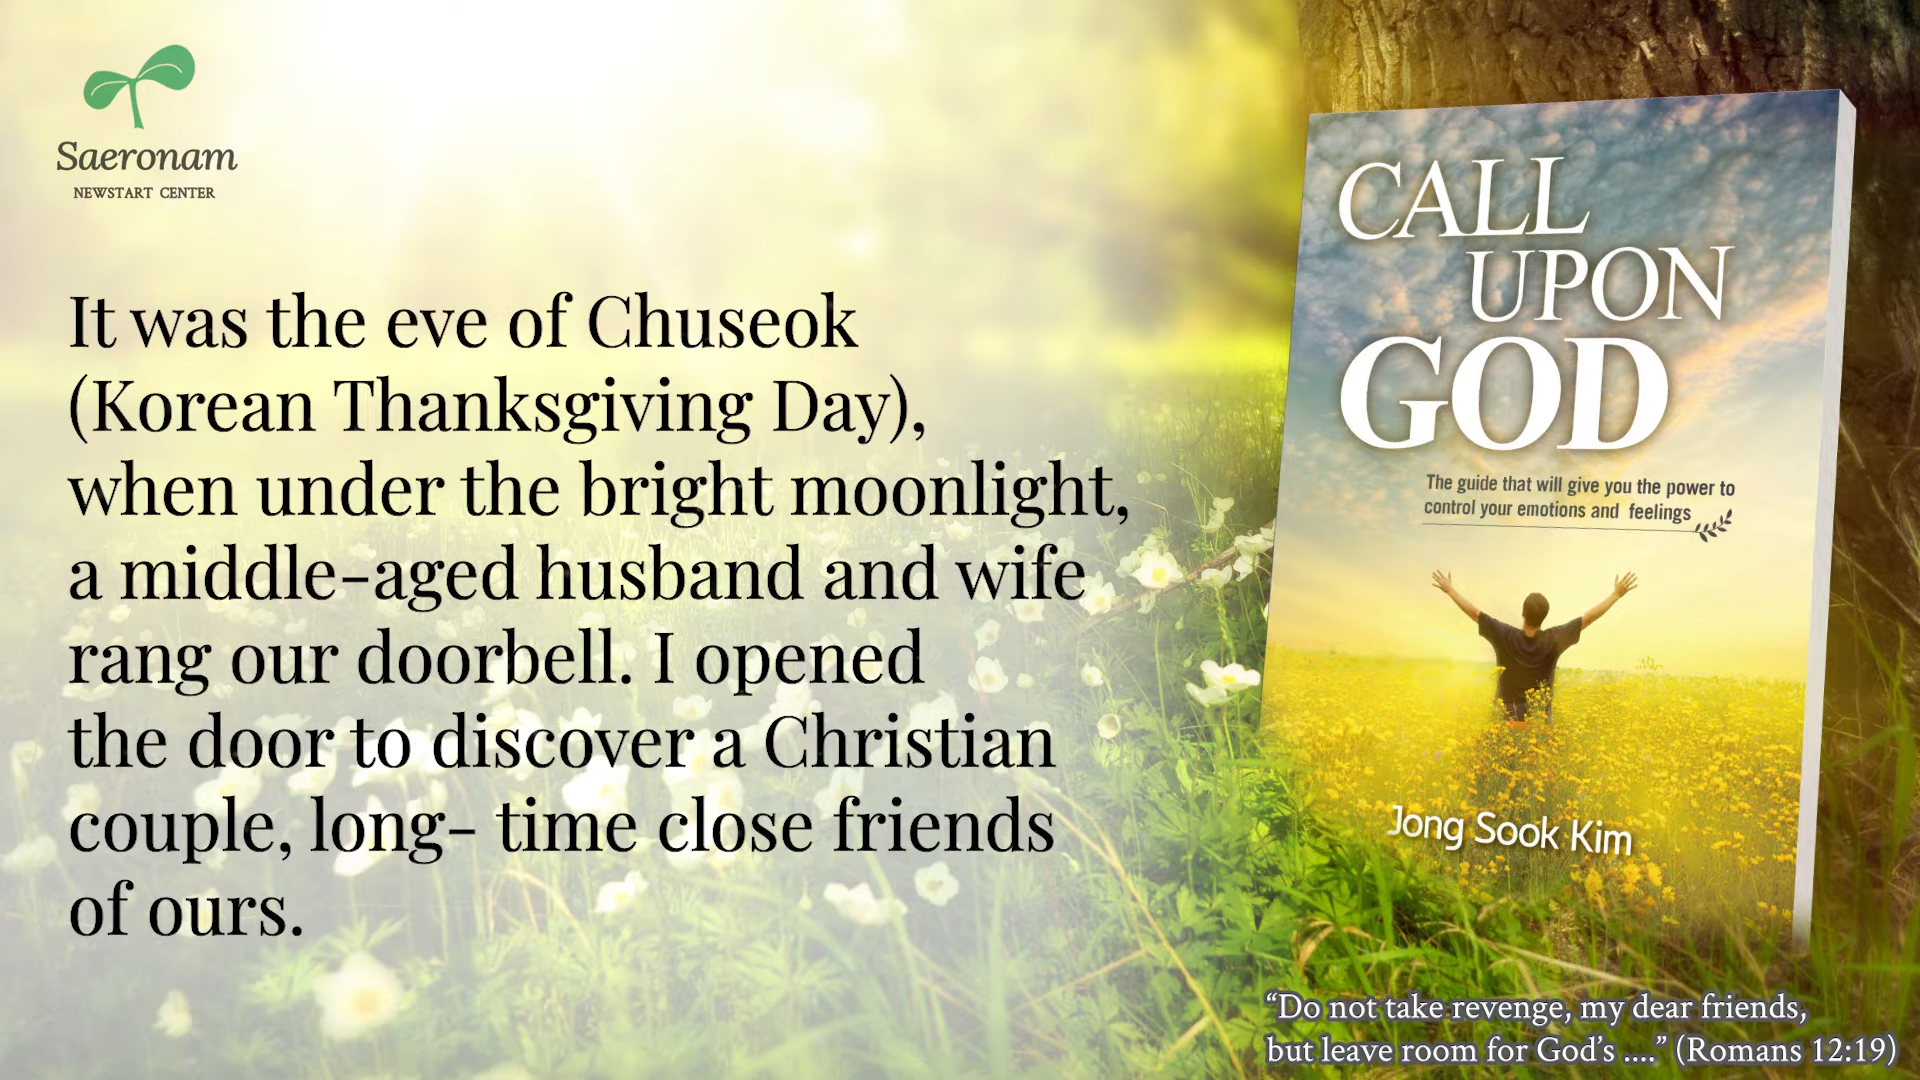 Saeronam
NEWSTART CENTER
It was the eve of Chuseok
(Korean Thanksgiving Day),
when under the bright moonlight,
a middle-aged husband and wife
rang our doorbell. I opened
the door to discover a Christian
couple, long- time close friends
of ours.
CALL
UPON
GOD
The guide that will give you the power to
control your emotions and feelings
Jong Sook Kim
“Do not take revenge, my dear friends,
but leave room for God’s ....” (Romans 12:19)